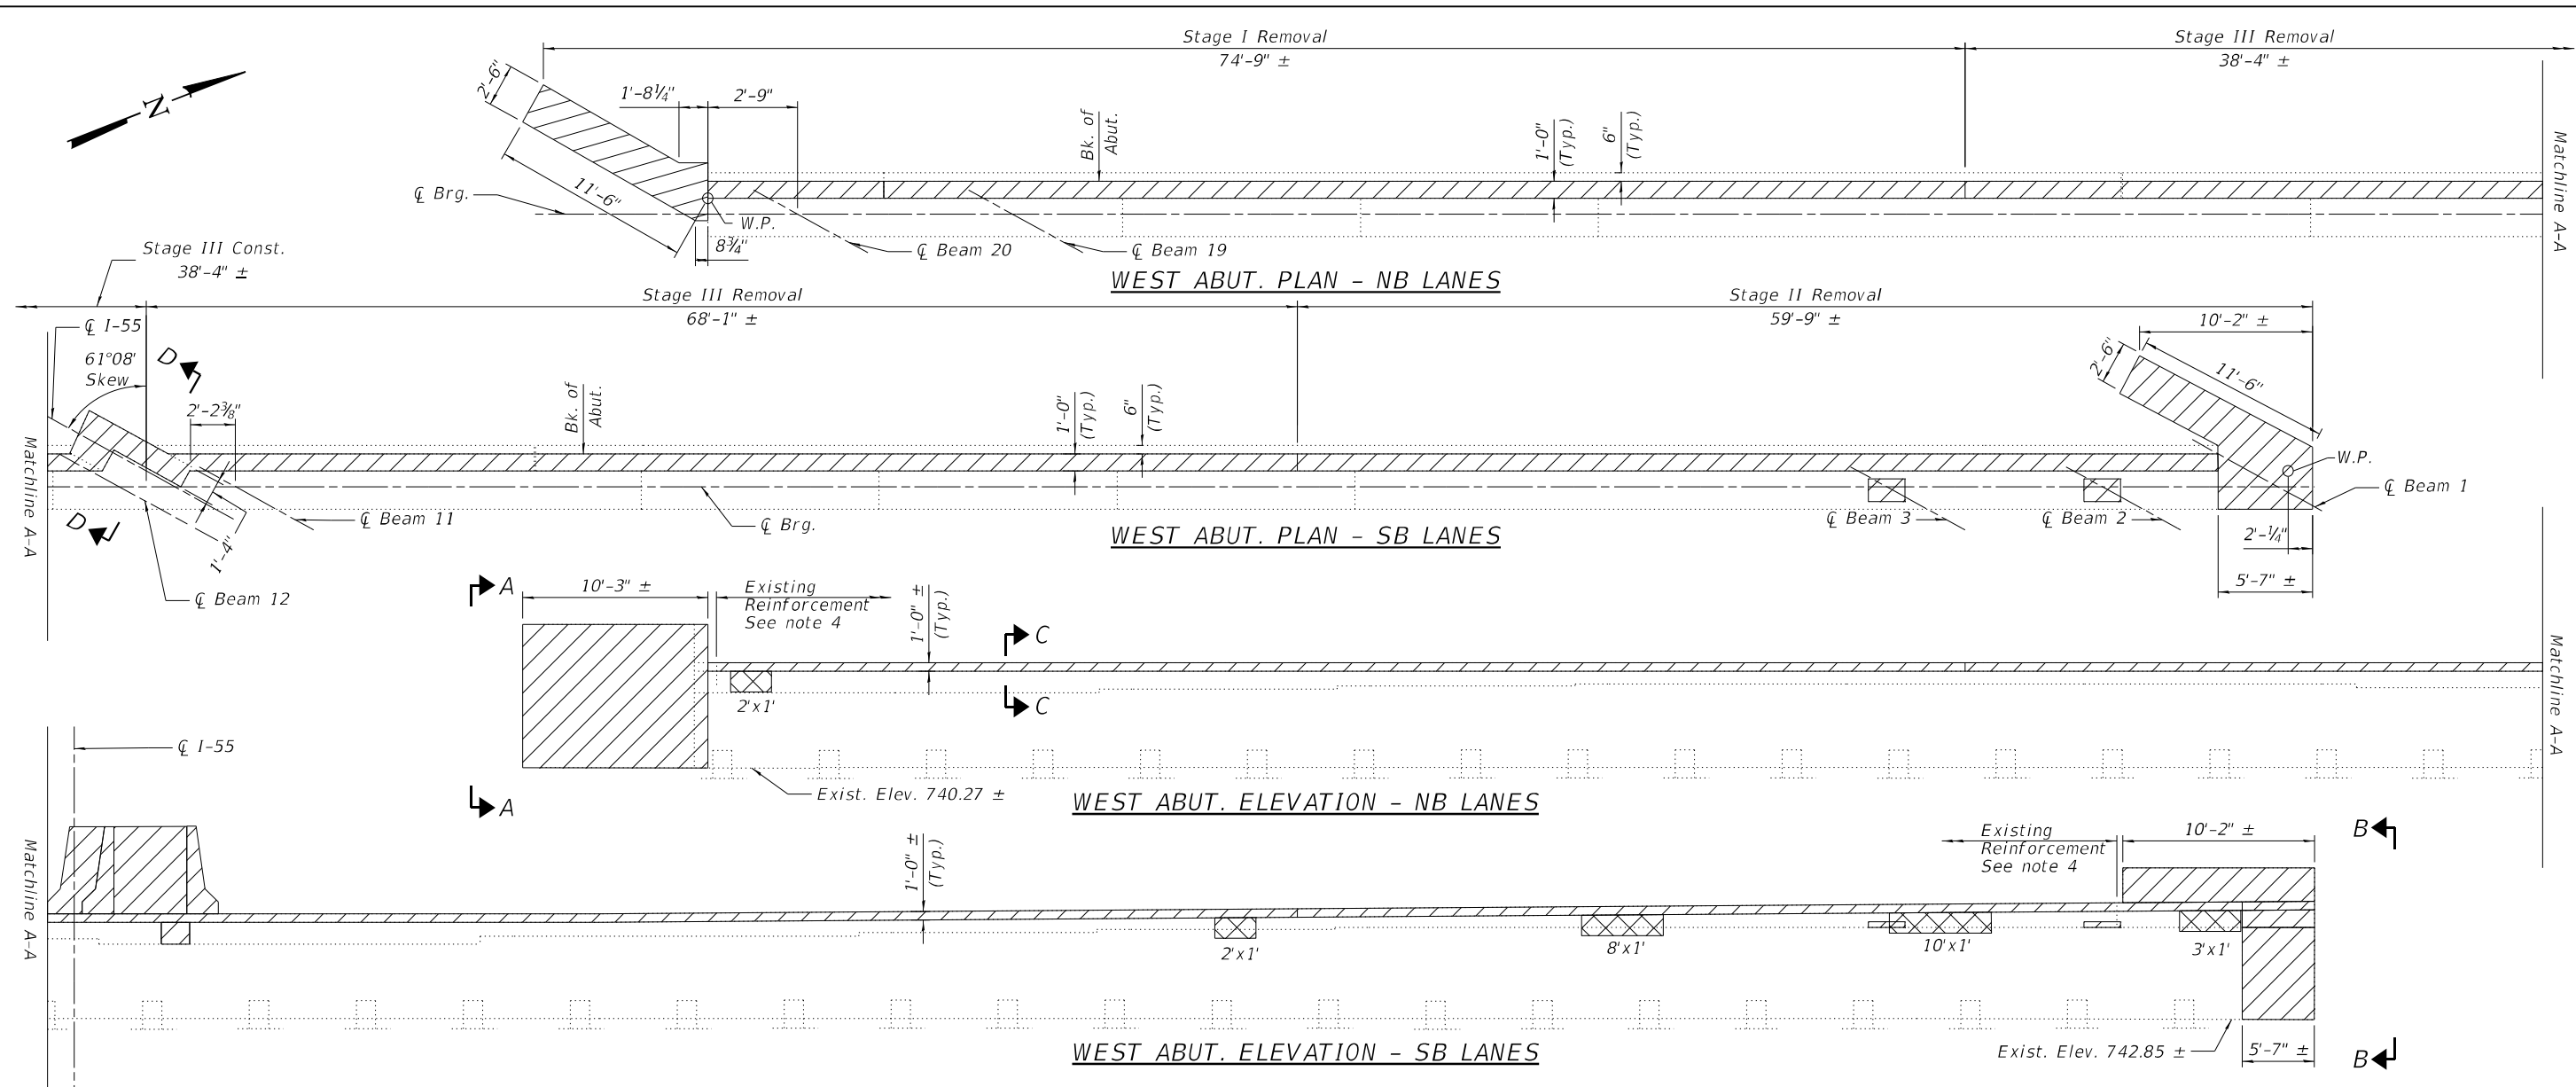 Stage I Removal
74'-9" ±
Stage III Removal
38'-4" ±
N
2'-6"
1'-8¼"
2'-9"
Bk. of
Abut.
1'-0"
(Typ.)
6"
(Typ.)
Matchline A-A
11'-6"
℄ Brg.
W.P.
8¾"
℄ Beam 20
℄ Beam 19
WEST ABUT. PLAN - NB LANES
Stage III Const.
38'-4" ±
Stage III Removal
68'-1" ±
Stage II Removal
59'-9" ±
℄ I-55
61°08'
Skew
D
2'-2⅜"
Bk. of
Abut.
1'-0"
(Typ.)
6"
(Typ.)
10'-2" ±
2'-6"
11'-6"
Matchline A-A
W.P.
℄ Beam 1
D
℄ Beam 11
1'-4"
℄ Brg.
℄ Beam 3
℄ Beam 2
2'-¼"
5'-7" ±
WEST ABUT. PLAN - SB LANES
℄ Beam 12
A
10'-3" ±
Existing
Reinforcement
See note 4
1'-0" ±
(Typ.)
C
2'x1'
C
Matchline A-A
℄ I-55
A
Exist. Elev. 740.27 ±
WEST ABUT. ELEVATION - NB LANES
Matchline A-A
1'-0" ±
(Typ.)
Existing
Reinforcement
See note 4
10'-2" ±
B
2'x1'
8'x1'
10'x1'
3'x1'
WEST ABUT. ELEVATION - SB LANES
Exist. Elev. 742.85 ±
5'-7" ±
B